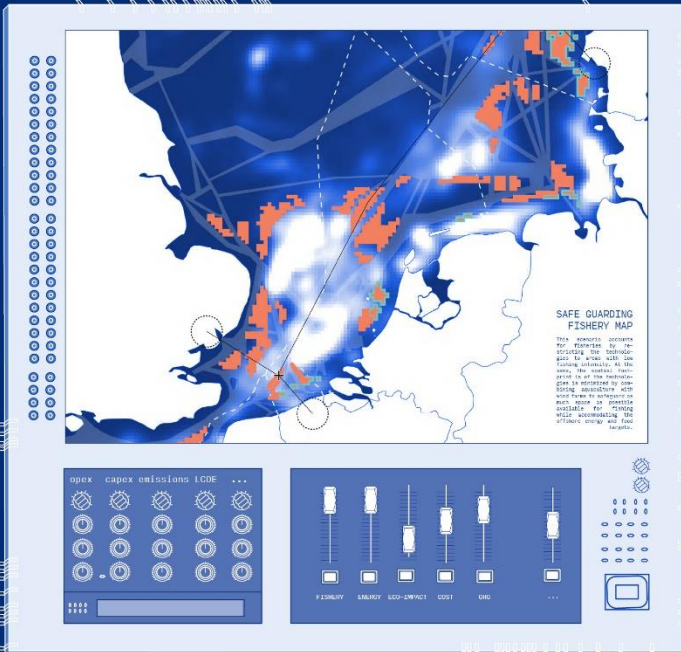 SAFE GUARDING
FISHERY MAP
This scenario accounts
for fisheries by re-
stricting the technolo-
gies to areas with low
fishing intensity. At the
same, the spatial foot-
print is of the technolo-
gies is minimized by com-
bining aquaculture with
wind farms to safeguard as
much space as possible
available for fishing
while accommodating the
offshore energy and food
targets.
opex capex emissions LCOE ...
FISHERY ENERGY ECO-IMPACT COST GHG ...